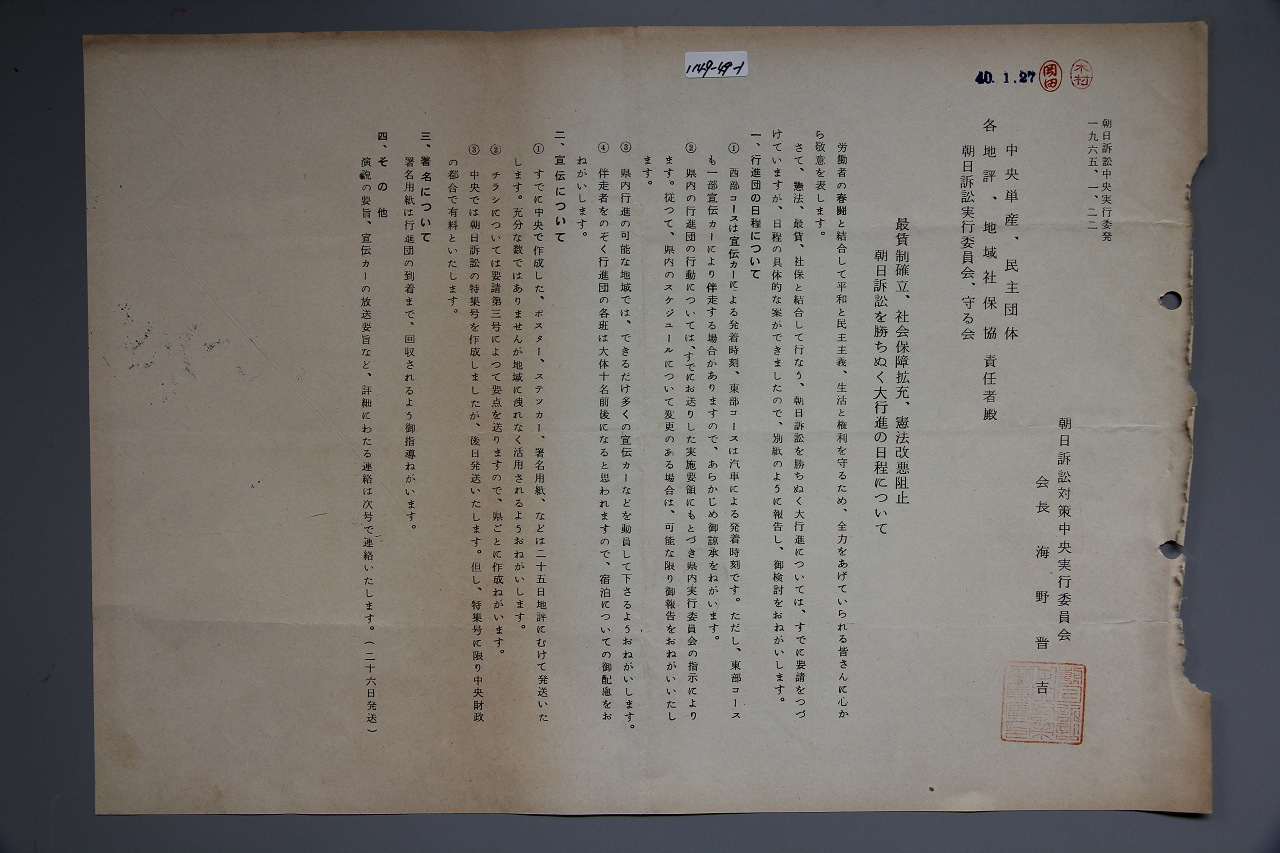 1749-49-1
40.1.27
岡田
木村
朝日訴訟中央実行委発
一九六五、一、二二
中央単産、民主団体
各地評、地域社保協 責任者殿
朝日訴訟実行委員会、守る会
朝日訴訟対策中央実行委員会
会長 海野晋吉
最賃制確立、社会保障拡充、憲法改悪阻止
朝日訴訟を勝ちぬく大行進の日程について
労働者の春闘と結合して平和と民主主義、生活と権利を守るため、全力をあげていられる皆さんに心か
ら敬意を表します。
さて、憲法、最賃、社保と結合して行なう、朝日訴訟を勝ちぬく大行進については、すでに要請をつづ
けていますが、日程の具体的な案ができましたので、別紙のように報告し、御検討をおねがいします。
一、行進団の日程について
① 西部コースは宣伝カーによる発着時刻、東部コースは汽車による発着時刻です。ただし、東部コース
も一部宣伝カーにより伴走する場合がありますので、あらかじめ御諒承をねがいます。
② 県内の行進団の行動については、すでにお送りした実施要領にもとづき県内実行委員会の指示により
ます。従つて、県内のスケジュールについて変更のある場合は、可能な限り御報告をおねがいいたし
ます。
③ 県内行進の可能な地域では、できるだけ多くの宣伝カーなどを動員して下さるようおねがいします。
④ 伴走者をのぞく行進団の各班は大体十名前後になると思われますので、宿泊についての御配慮をお
ねがいします。
二、宣伝について
① すでに中央で作成した、ポスター、ステッカー、署名用紙、などは二十五日地評にむけて発送いた
します。充分な数ではありませんが地域に洩れなく活用されるようおねがいします。
② チラシについては要請第三号によつて要点を送りますので、県ごとに作成ねがいます。
③ 中央では朝日訴訟の特集号を作成しましたが、後日発送いたします。但し、特集号に限り中央財政
の都合で有料といたします。
三、署名について
署名用紙は行進団の到着まで、回収されるよう御指導ねがいます。
四、その他
演説の要旨、宣伝カーの放送要旨など、詳細にわたる連絡は次号で連絡いたします。（二十六日発送）